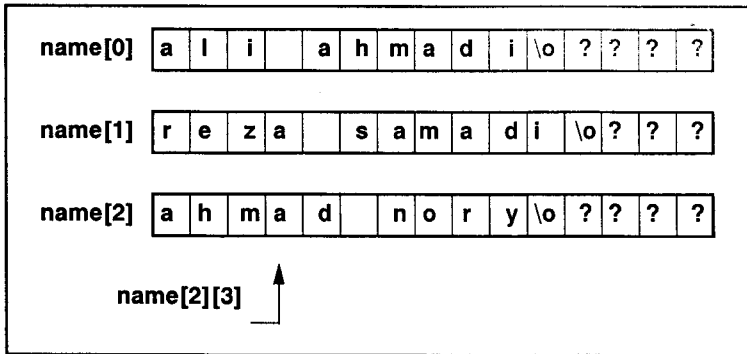 name[0] a l i   a h m a d i \o ? ? ? ?
name[1] r e z a   s a m a d i \o ? ? ?
name[2] a h m a d   n o r y \o ? ? ? ?
name[2][3]